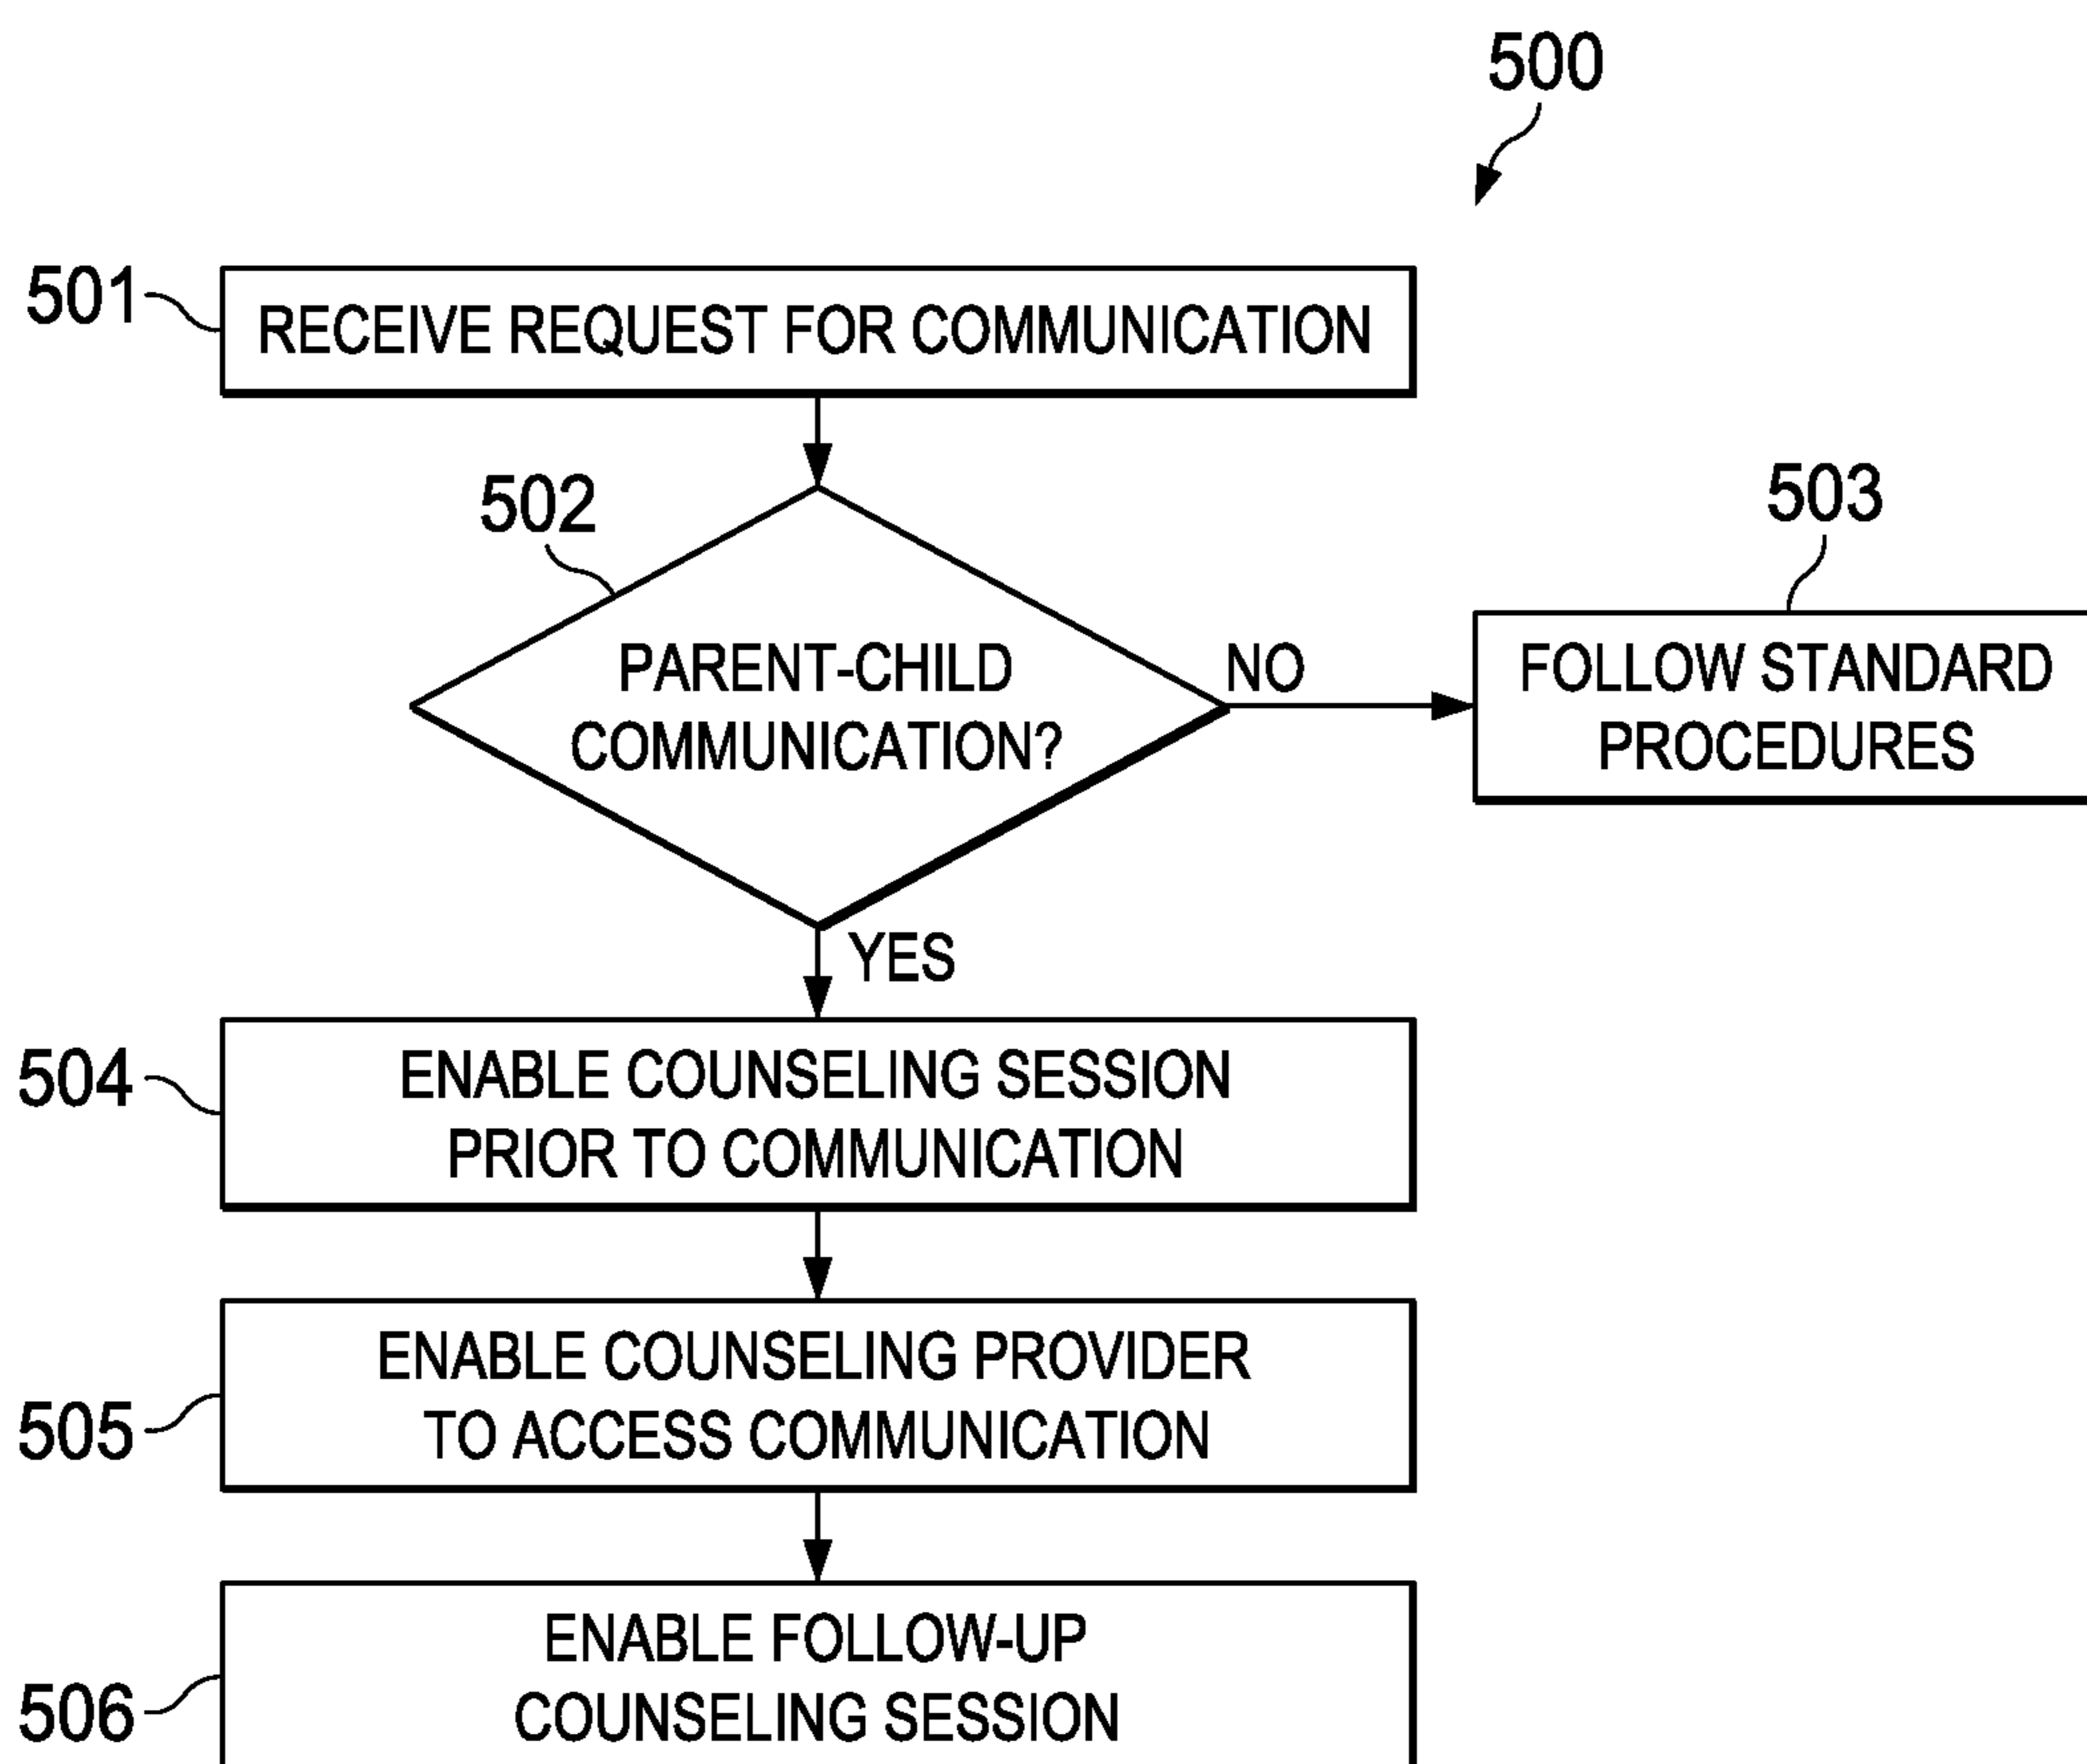 500
501
RECEIVE REQUEST FOR COMMUNICATION
502
PARENT-CHILD
COMMUNICATION?
NO
503
FOLLOW STANDARD
PROCEDURES
YES
504
ENABLE COUNSELING SESSION
PRIOR TO COMMUNICATION
505
ENABLE COUNSELING PROVIDER
TO ACCESS COMMUNICATION
506
ENABLE FOLLOW-UP
COUNSELING SESSION